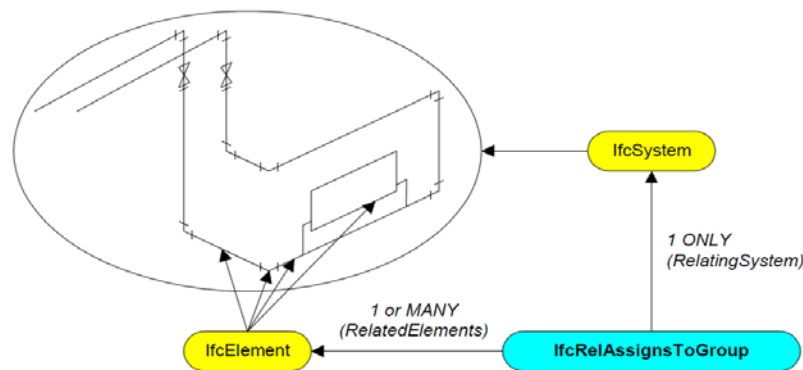 IfcSystem
1 ONLY
(RelatingSystem)
1 or MANY
(RelatedElements)
IfcElement
IfcRelAssignsToGroup